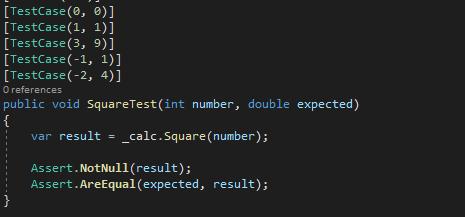 [TestCase(0, 0)]
[TestCase(1, 1)]
[TestCase(3, 9)]
[TestCase(-1, 1)]
[TestCase(-2, 4)]
0 references
public void SquareTest(int number, double expected)
{
var result = _calc.Square(number);
Assert.NotNull(result);
Assert.AreEqual(expected, result);
}